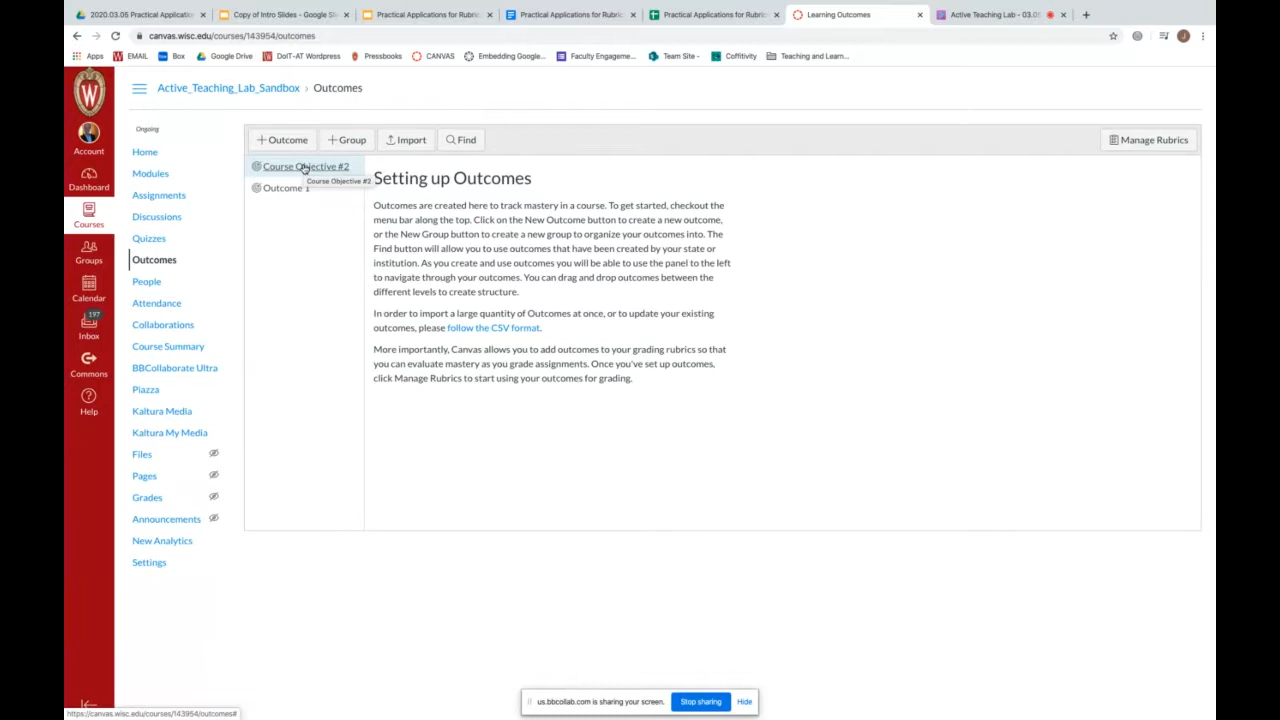 2020.03.05 Practical Application
Copy of Intro Slides - Google Sl
Practical Applications for Rubric
Practical Applications for Rubric
Practical Applications for Rubric
Learning Outcomes
Active Teaching Lab - 03.05
canvas.wisc.edu/courses/143954/outcomes
Apps
EMAIL
Box
Google Drive
DoIT-AT Wordpress
Pressbooks
CANVAS
Embedding Google...
Faculty Engageme...
Team Site -
Coffitivity
Teaching and Learn...
W
Account
Dashboard
Courses
Groups
Calendar
197
Inbox
Commons
Help
Active_Teaching_Lab_Sandbox › Outcomes
Ongoing
Home
Modules
Assignments
Discussions
Quizzes
Outcomes
People
Attendance
Collaborations
Course Summary
BBCollaborate Ultra
Piazza
Kaltura Media
Kaltura My Media
Files
Pages
Grades
Announcements
New Analytics
Settings
+ Outcome
+ Group
Import
Find
Manage Rubrics
Course Objective #2
Course Objective #2
Outcome 1
Setting up Outcomes
Outcomes are created here to track mastery in a course. To get started, checkout the
menu bar along the top. Click on the New Outcome button to create a new outcome,
or the New Group button to create a new group to organize your outcomes into. The
Find button will allow you to use outcomes that have been created by your state or
institution. As you create and use outcomes you will be able to use the panel to the left
to navigate through your outcomes. You can drag and drop outcomes between the
different levels to create structure.
In order to import a large quantity of Outcomes at once, or to update your existing
outcomes, please follow the CSV format.
More importantly, Canvas allows you to add outcomes to your grading rubrics so that
you can evaluate mastery as you grade assignments. Once you've set up outcomes,
click Manage Rubrics to start using your outcomes for grading.
us.bbcollab.com is sharing your screen.
Stop sharing
Hide
https://canvas.wisc.edu/courses/143954/outcomes#